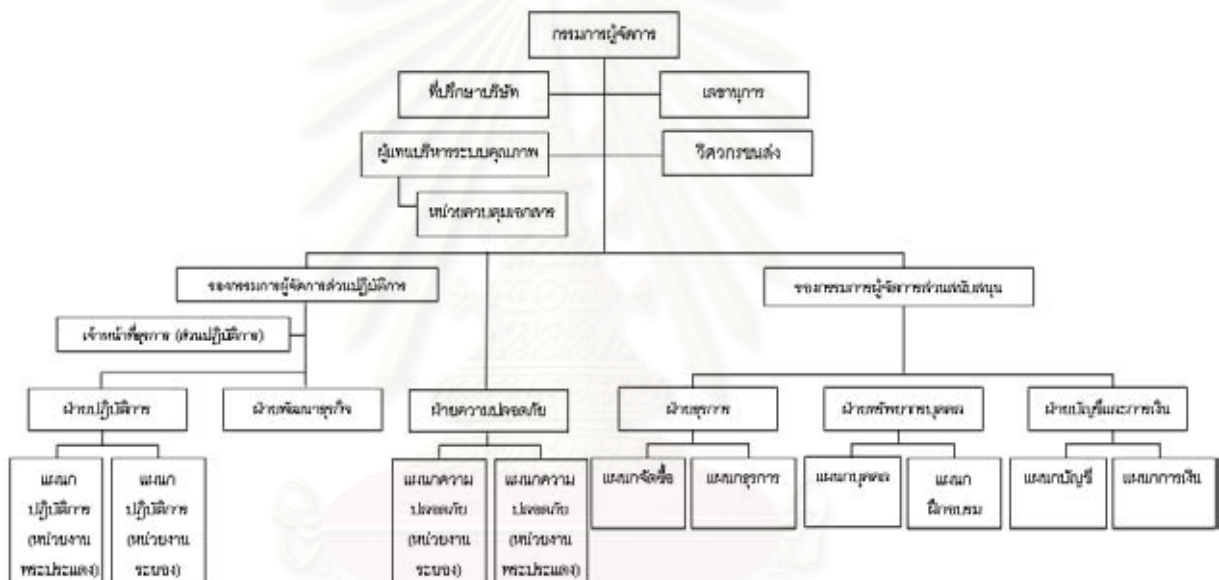 กรรมการผู้จัดการ
ที่ปรึกษาบริษัท
เลขานุการ
ผู้แทนบริหารระบบคุณภาพ
วิศวกรขนส่ง
หน่วยควบคุมเอกสาร
รองกรรมการผู้จัดการส่วนปฏิบัติการ
รองกรรมการผู้จัดการส่วนสนับสนุน
เจ้าหน้าที่ธุรการ (ส่วนปฏิบัติการ)
ฝ่ายปฏิบัติการ
ฝ่ายพัฒนาธุรกิจ
ฝ่ายความปลอดภัย
ฝ่ายธุรการ
ฝ่ายทรัพยากรบุคคล
ฝ่ายบัญชีและการเงิน
แผนก
ปฏิบัติการ
(หน่วยงาน
พระประแดง)
แผนก
ปฏิบัติการ
(หน่วยงาน
ระยอง)
แผนกความ
ปลอดภัย
(หน่วยงาน
ระยอง)
แผนกความ
ปลอดภัย
(หน่วยงาน
พระประแดง)
แผนกจัดซื้อ
แผนกธุรการ
แผนกบุคคล
แผนก
ฝึกอบรม
แผนกบัญชี
แผนกการเงิน